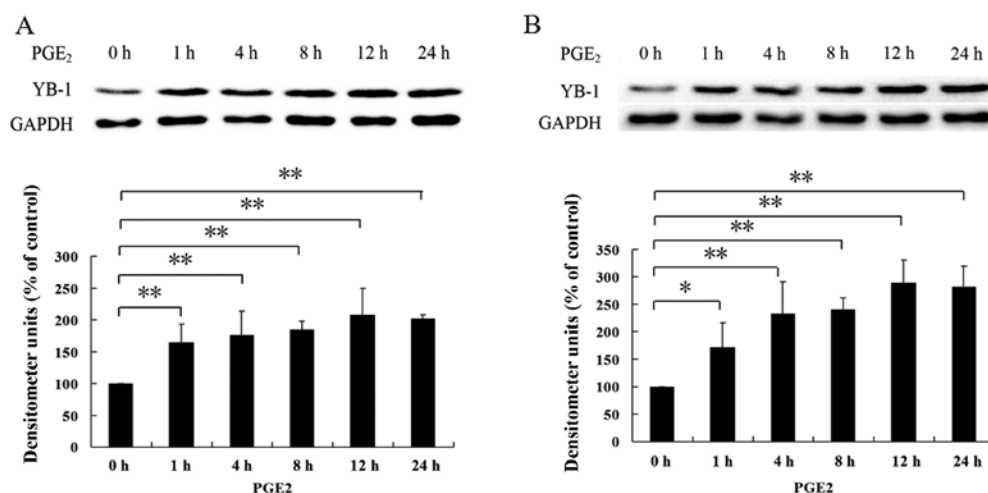 A
PGE₂ 0 h 1 h 4 h 8 h 12 h 24 h
YB-1
GAPDH
**
**
**
**
**
Densitometer units (% of control)
300
250
200
150
100
50
0
0 h 1 h 4 h 8 h 12 h 24 h
PGE2
B
PGE₂ 0 h 1 h 4 h 8 h 12 h 24 h
YB-1
GAPDH
**
**
**
**
*
Densitometer units (% of control)
350
300
250
200
150
100
50
0
0 h 1 h 4 h 8 h 12 h 24 h
PGE2